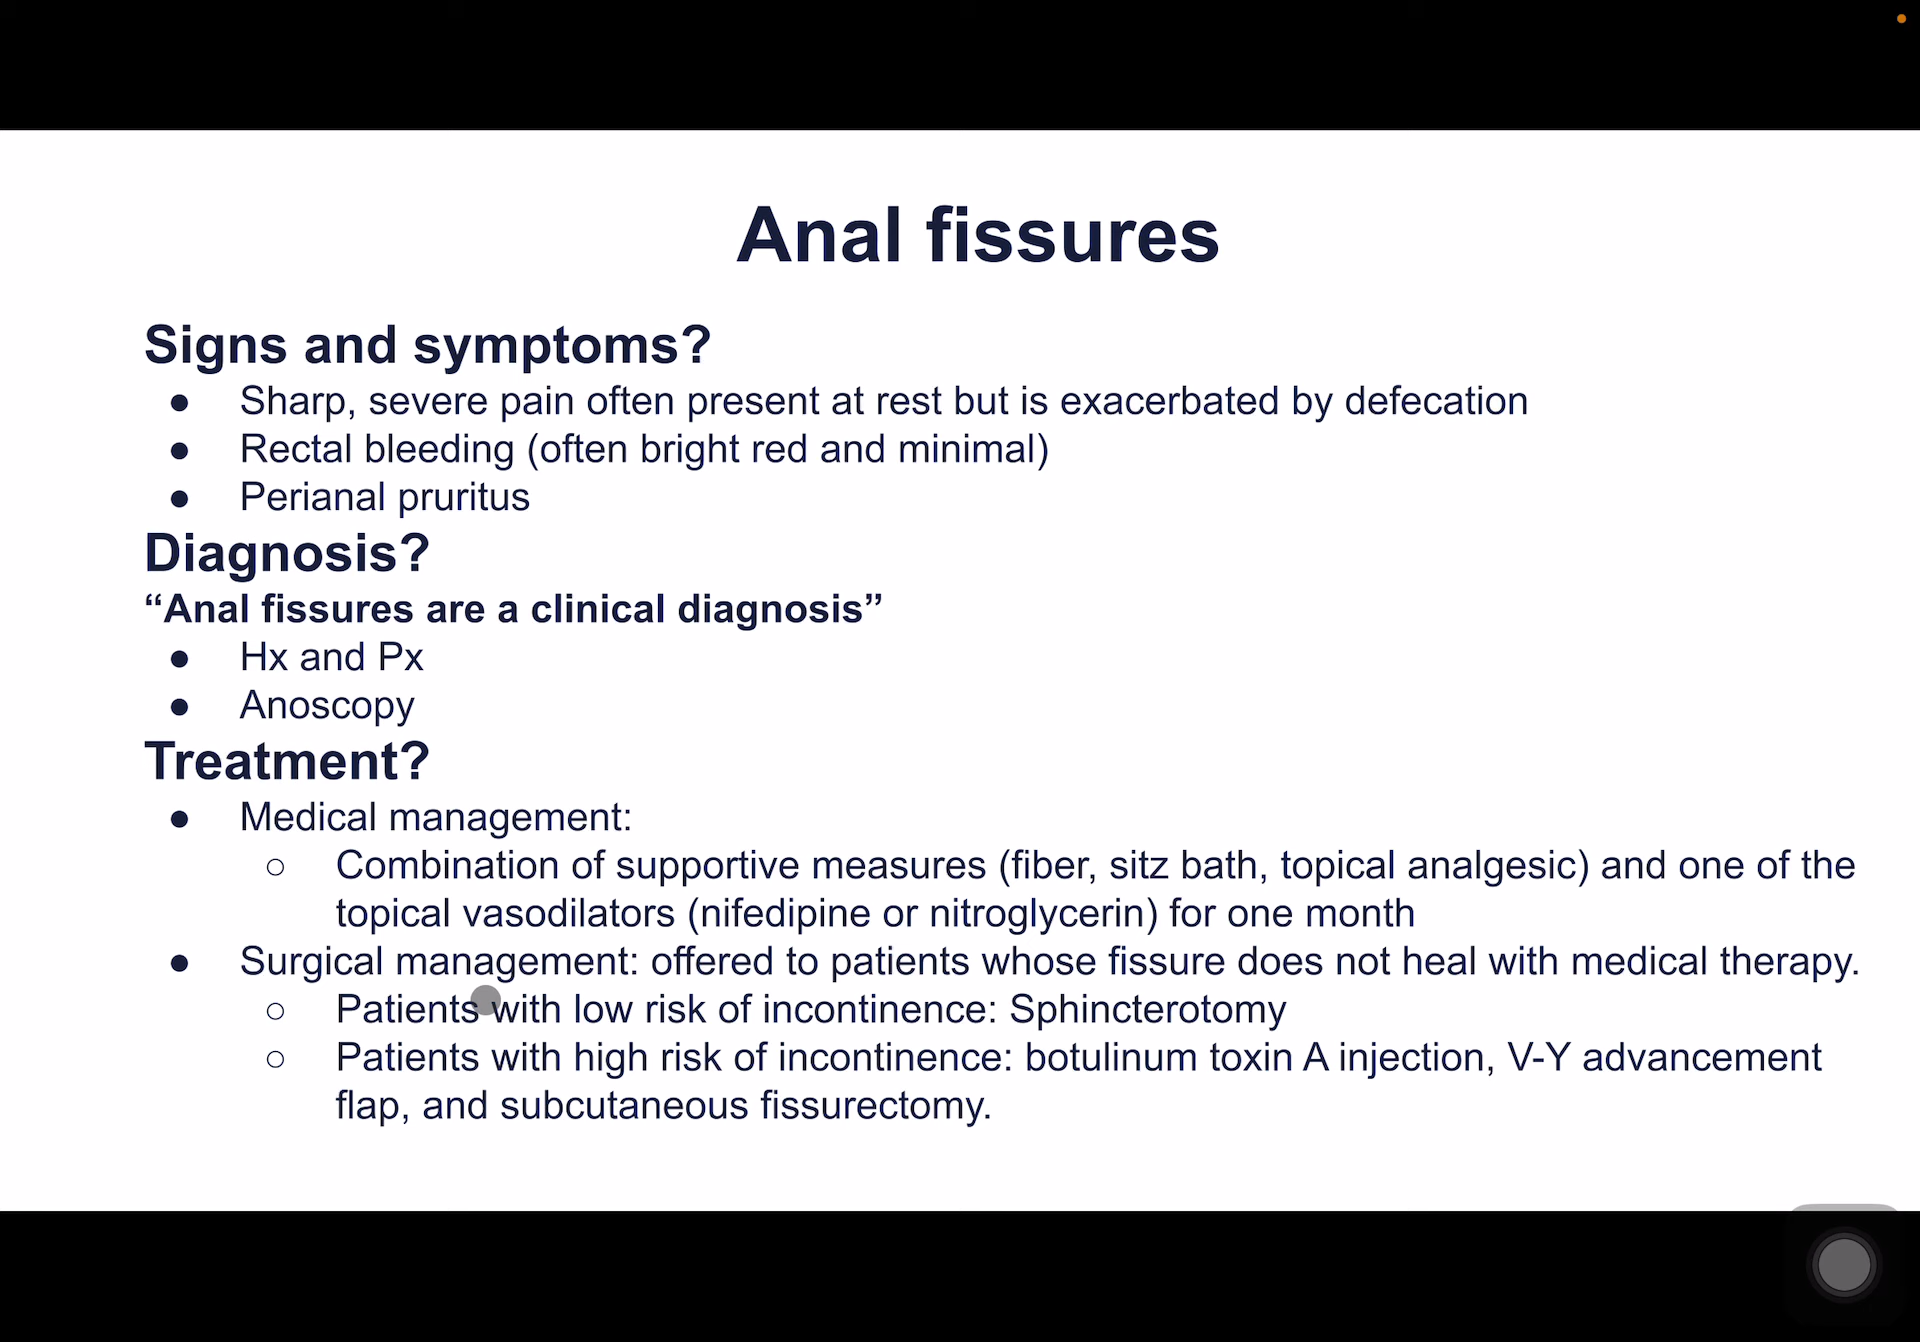 Anal fissures
Signs and symptoms?
● Sharp, severe pain often present at rest but is exacerbated by defecation
● Rectal bleeding (often bright red and minimal)
● Perianal pruritus
Diagnosis?
“Anal fissures are a clinical diagnosis”
● Hx and Px
● Anoscopy
Treatment?
● Medical management:
○ Combination of supportive measures (fiber, sitz bath, topical analgesic) and one of the
topical vasodilators (nifedipine or nitroglycerin) for one month
● Surgical management: offered to patients whose fissure does not heal with medical therapy.
○ Patients with low risk of incontinence: Sphincterotomy
○ Patients with high risk of incontinence: botulinum toxin A injection, V-Y advancement
flap, and subcutaneous fissurectomy.